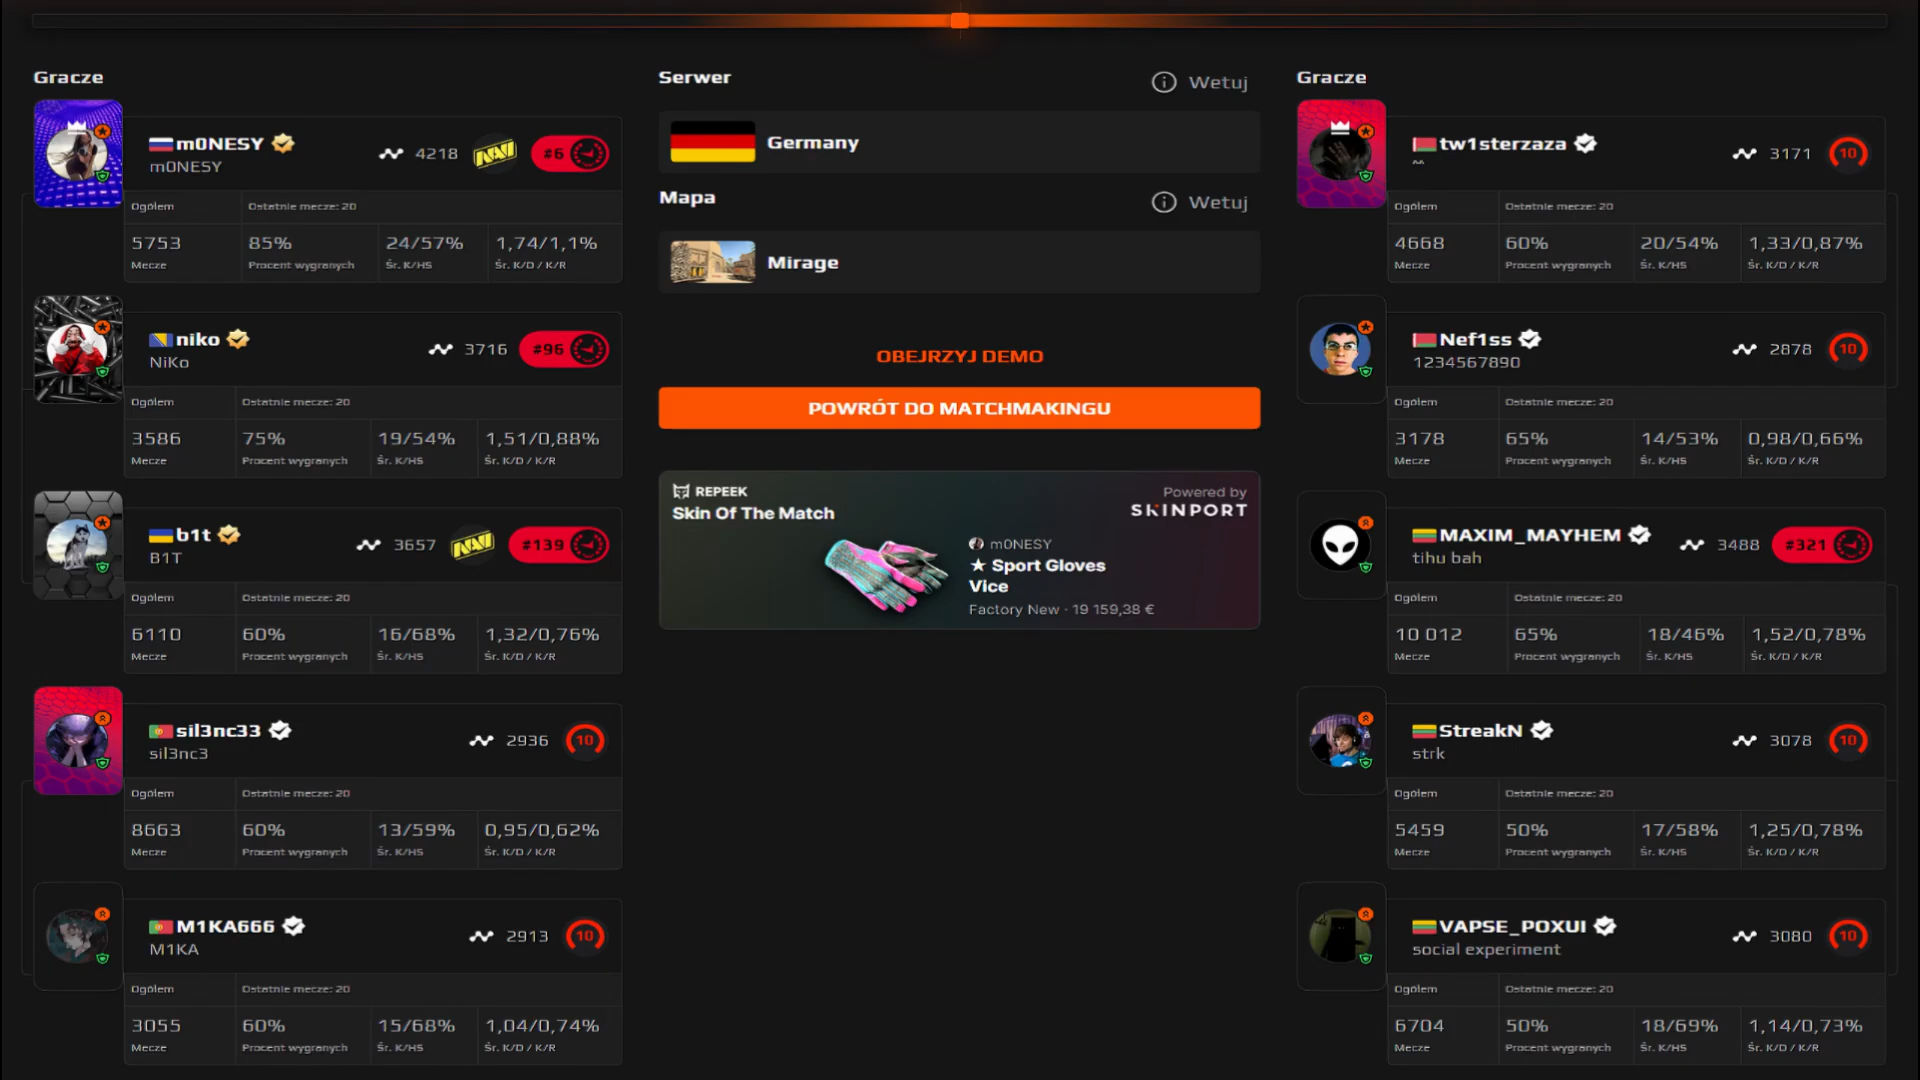 Gracze
m0NESY
m0NESY
4218
#6
Ogółem
Ostatnie mecze: 20
5753
85%
24/57%
1,74/1,1%
Mecze
Procent wygranych
Śr. K/HS
Śr. K/D / K/R
niko
NiKo
3716
#96
Ogółem
Ostatnie mecze: 20
3586
75%
19/54%
1,51/0,88%
Mecze
Procent wygranych
Śr. K/HS
Śr. K/D / K/R
b1t
B1T
3657
#139
Ogółem
Ostatnie mecze: 20
6110
60%
16/68%
1,32/0,76%
Mecze
Procent wygranych
Śr. K/HS
Śr. K/D / K/R
sil3nc33
sil3nc3
2936
10
Ogółem
Ostatnie mecze: 20
8663
60%
13/59%
0,95/0,62%
Mecze
Procent wygranych
Śr. K/HS
Śr. K/D / K/R
M1KA666
M1KA
2913
10
Ogółem
Ostatnie mecze: 20
3055
60%
15/68%
1,04/0,74%
Mecze
Procent wygranych
Śr. K/HS
Śr. K/D / K/R
Serwer
Wetuj
Germany
Mapa
Wetuj
Mirage
OBEJRZYJ DEMO
POWRÓT DO MATCHMAKINGU
REPEEK
Skin Of The Match
Powered by
SKINPORT
m0NESY
★ Sport Gloves
Vice
Factory New · 19 159,38 €
Gracze
tw1sterzaza
^^
3171
10
Ogółem
Ostatnie mecze: 20
4668
60%
20/54%
1,33/0,87%
Mecze
Procent wygranych
Śr. K/HS
Śr. K/D / K/R
Nef1ss
1234567890
2878
10
Ogółem
Ostatnie mecze: 20
3178
65%
14/53%
0,98/0,66%
Mecze
Procent wygranych
Śr. K/HS
Śr. K/D / K/R
MAXIM_MAYHEM
tihu bah
3488
#321
Ogółem
Ostatnie mecze: 20
10 012
65%
18/46%
1,52/0,78%
Mecze
Procent wygranych
Śr. K/HS
Śr. K/D / K/R
StreakN
strk
3078
10
Ogółem
Ostatnie mecze: 20
5459
50%
17/58%
1,25/0,78%
Mecze
Procent wygranych
Śr. K/HS
Śr. K/D / K/R
VAPSE_POXUI
social experiment
3080
10
Ogółem
Ostatnie mecze: 20
6704
50%
18/69%
1,14/0,73%
Mecze
Procent wygranych
Śr. K/HS
Śr. K/D / K/R